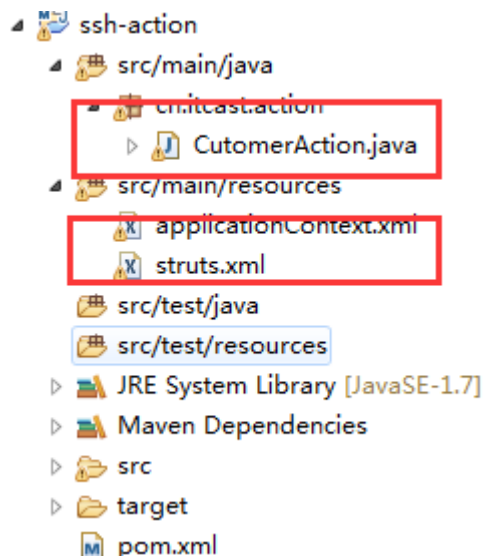 ssh-action
src/main/java
cn.itcast.action
CutomerAction.java
src/main/resources
applicationContext.xml
struts.xml
src/test/java
src/test/resources
JRE System Library [JavaSE-1.7]
Maven Dependencies
src
target
pom.xml